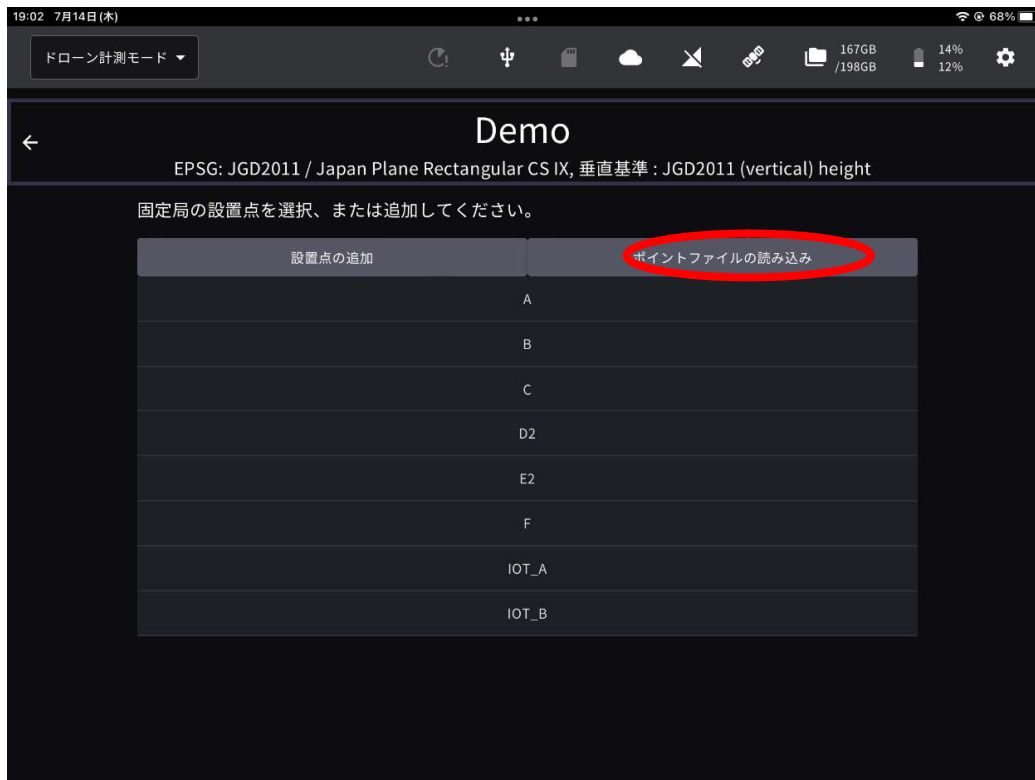 19:02 7月14日(木)
68%
ドローン計測モード
167GB
/198GB
14%
12%
Demo
EPSG: JGD2011 / Japan Plane Rectangular CS IX, 垂直基準 : JGD2011 (vertical) height
固定局の設置点を選択、または追加してください。
設置点の追加
ポイントファイルの読み込み
A
B
C
D2
E2
F
IOT_A
IOT_B